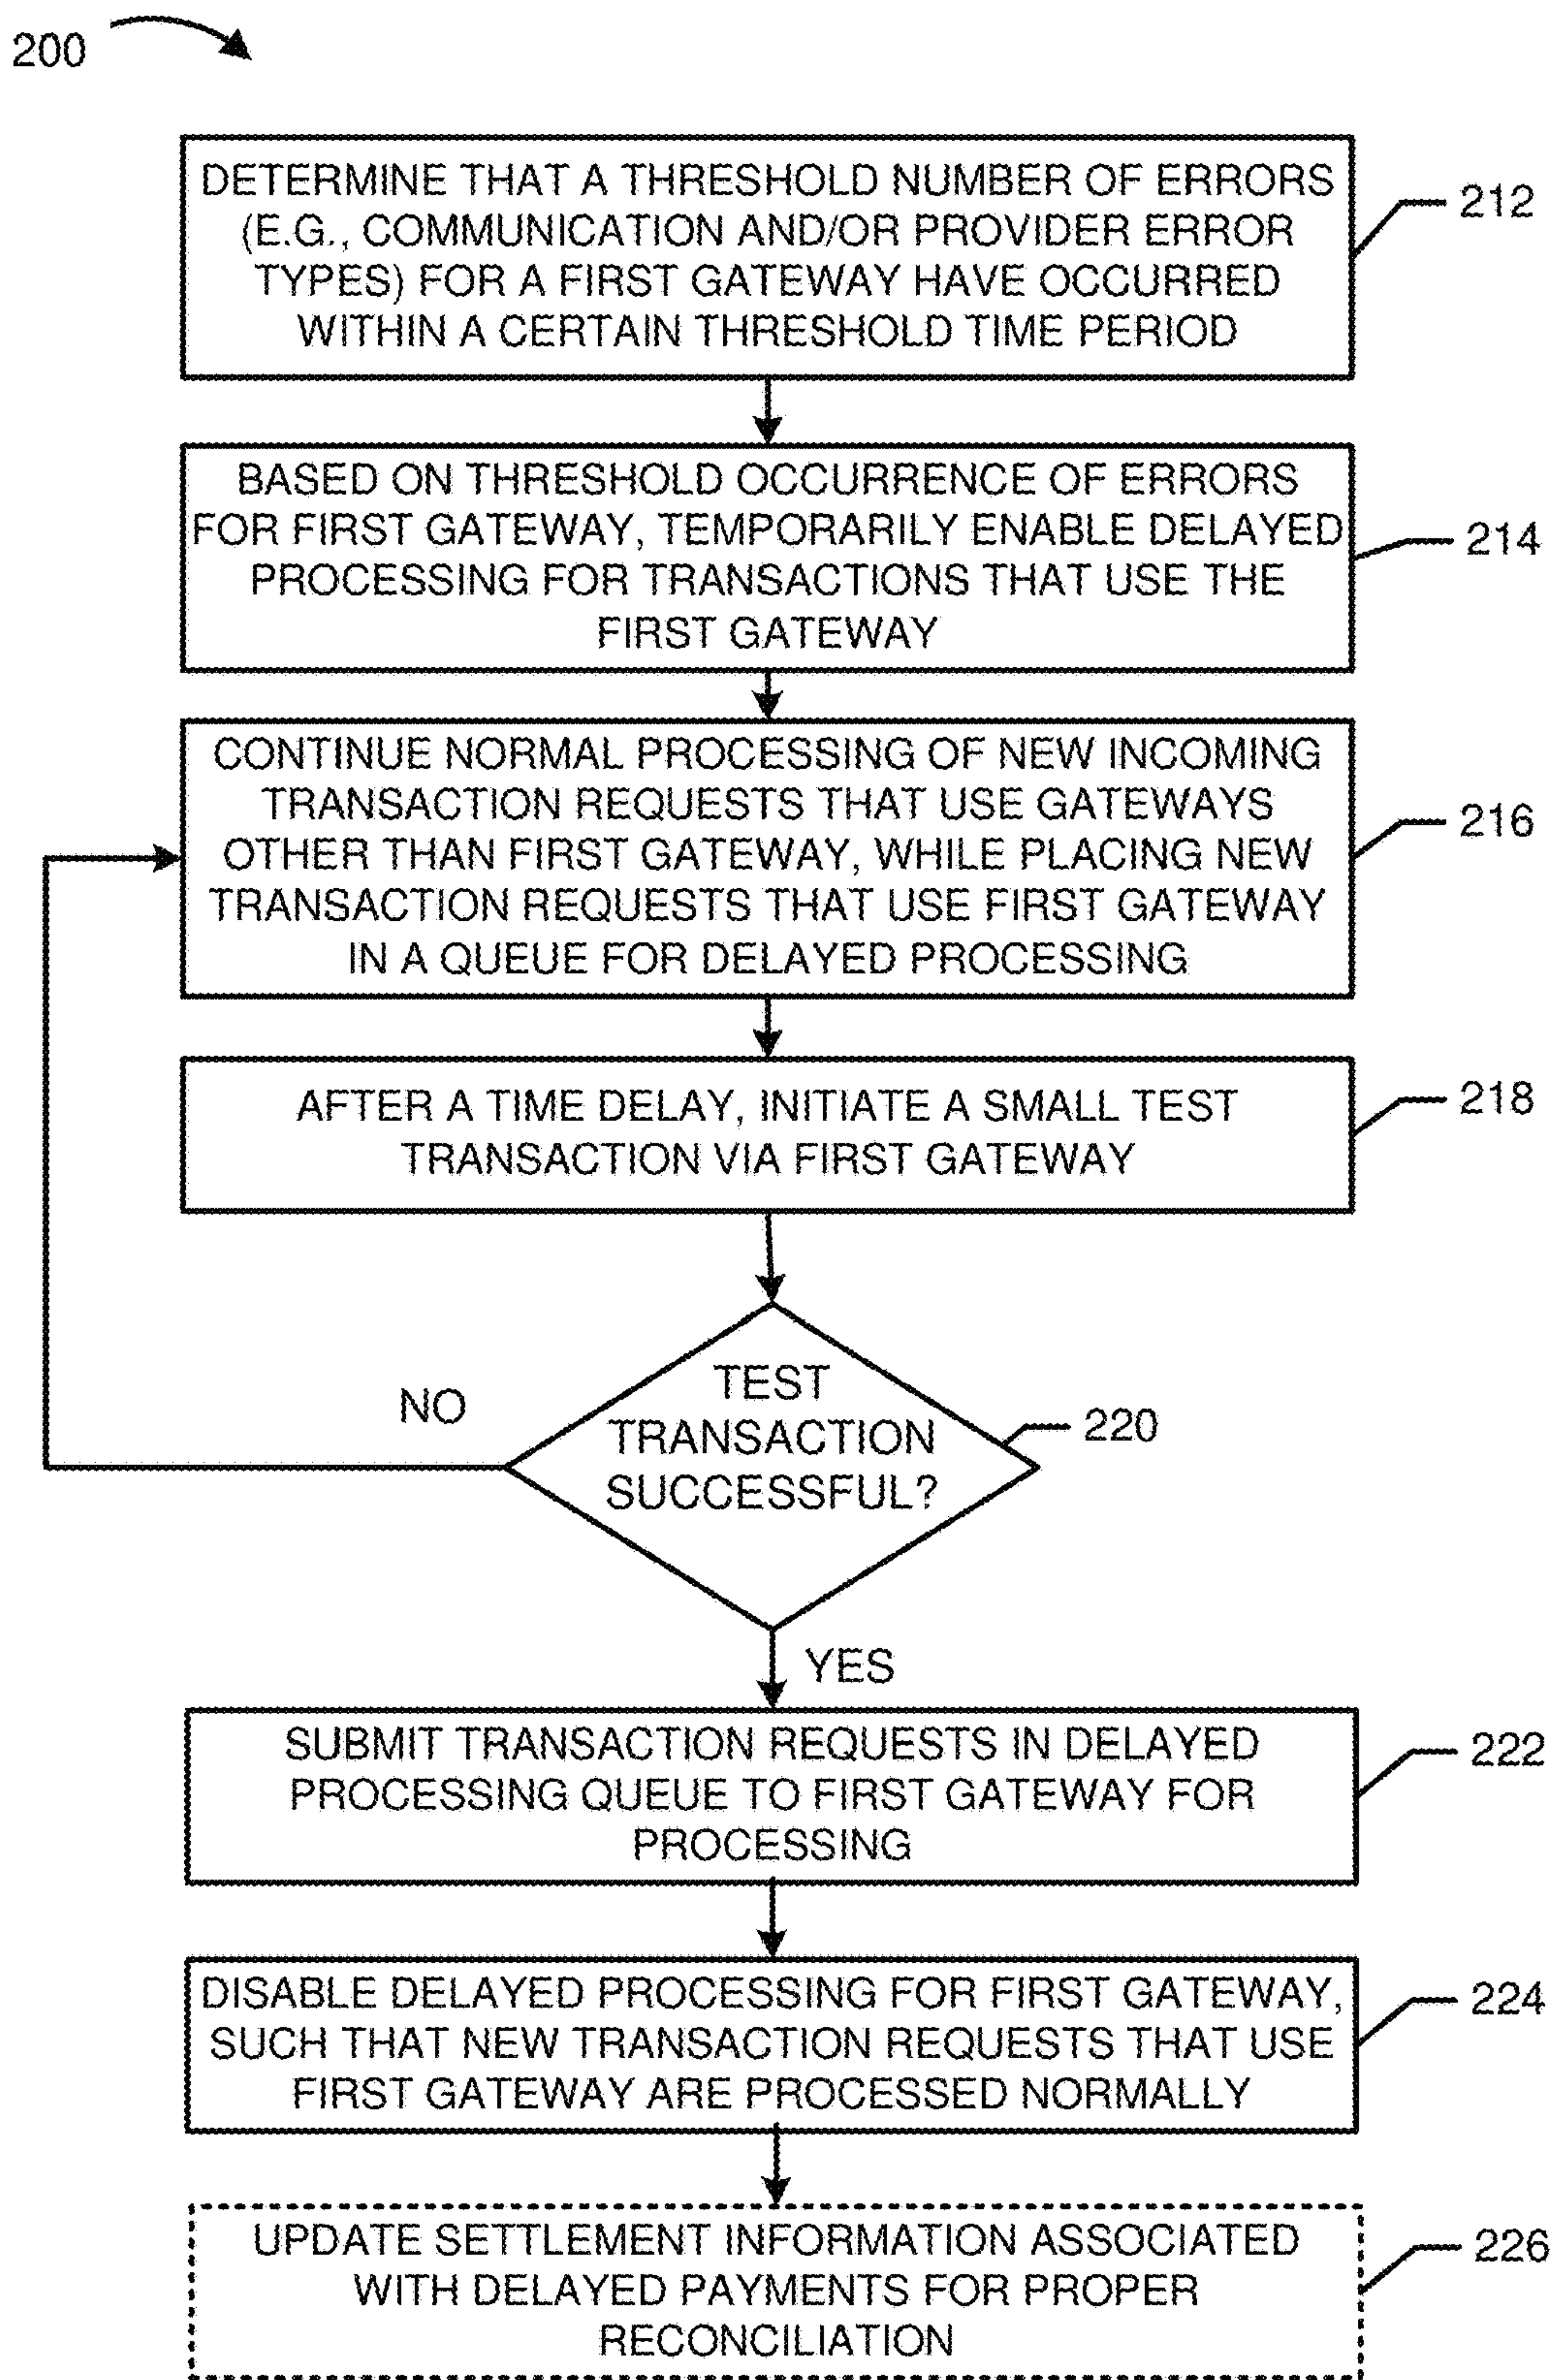 200
DETERMINE THAT A THRESHOLD NUMBER OF ERRORS
(E.G., COMMUNICATION AND/OR PROVIDER ERROR
TYPES) FOR A FIRST GATEWAY HAVE OCCURRED
WITHIN A CERTAIN THRESHOLD TIME PERIOD
212
BASED ON THRESHOLD OCCURRENCE OF ERRORS
FOR FIRST GATEWAY, TEMPORARILY ENABLE DELAYED
PROCESSING FOR TRANSACTIONS THAT USE THE
FIRST GATEWAY
214
CONTINUE NORMAL PROCESSING OF NEW INCOMING
TRANSACTION REQUESTS THAT USE GATEWAYS
OTHER THAN FIRST GATEWAY, WHILE PLACING NEW
TRANSACTION REQUESTS THAT USE FIRST GATEWAY
IN A QUEUE FOR DELAYED PROCESSING
216
AFTER A TIME DELAY, INITIATE A SMALL TEST
TRANSACTION VIA FIRST GATEWAY
218
TEST
TRANSACTION
SUCCESSFUL?
220
NO
YES
SUBMIT TRANSACTION REQUESTS IN DELAYED
PROCESSING QUEUE TO FIRST GATEWAY FOR
PROCESSING
222
DISABLE DELAYED PROCESSING FOR FIRST GATEWAY,
SUCH THAT NEW TRANSACTION REQUESTS THAT USE
FIRST GATEWAY ARE PROCESSED NORMALLY
224
UPDATE SETTLEMENT INFORMATION ASSOCIATED
WITH DELAYED PAYMENTS FOR PROPER
RECONCILIATION
226